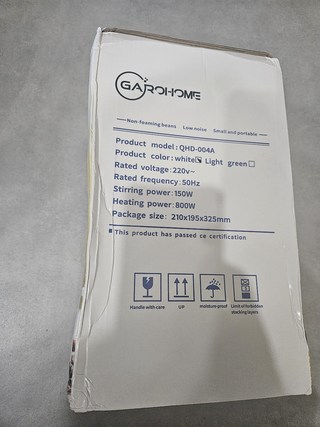 GAROHOME
Non-foaming beans Low noise Small and portable
Product model:QHD-004A
Product color:white☑ Light green☐
Rated voltage:220v~
Rated frequency:50Hz
Stirring power:150W
Heating power:800W
Package size: 210x195x325mm
This product has passed ce certification
Handle with care UP moisture proof Limit of forbidden
stacking layers